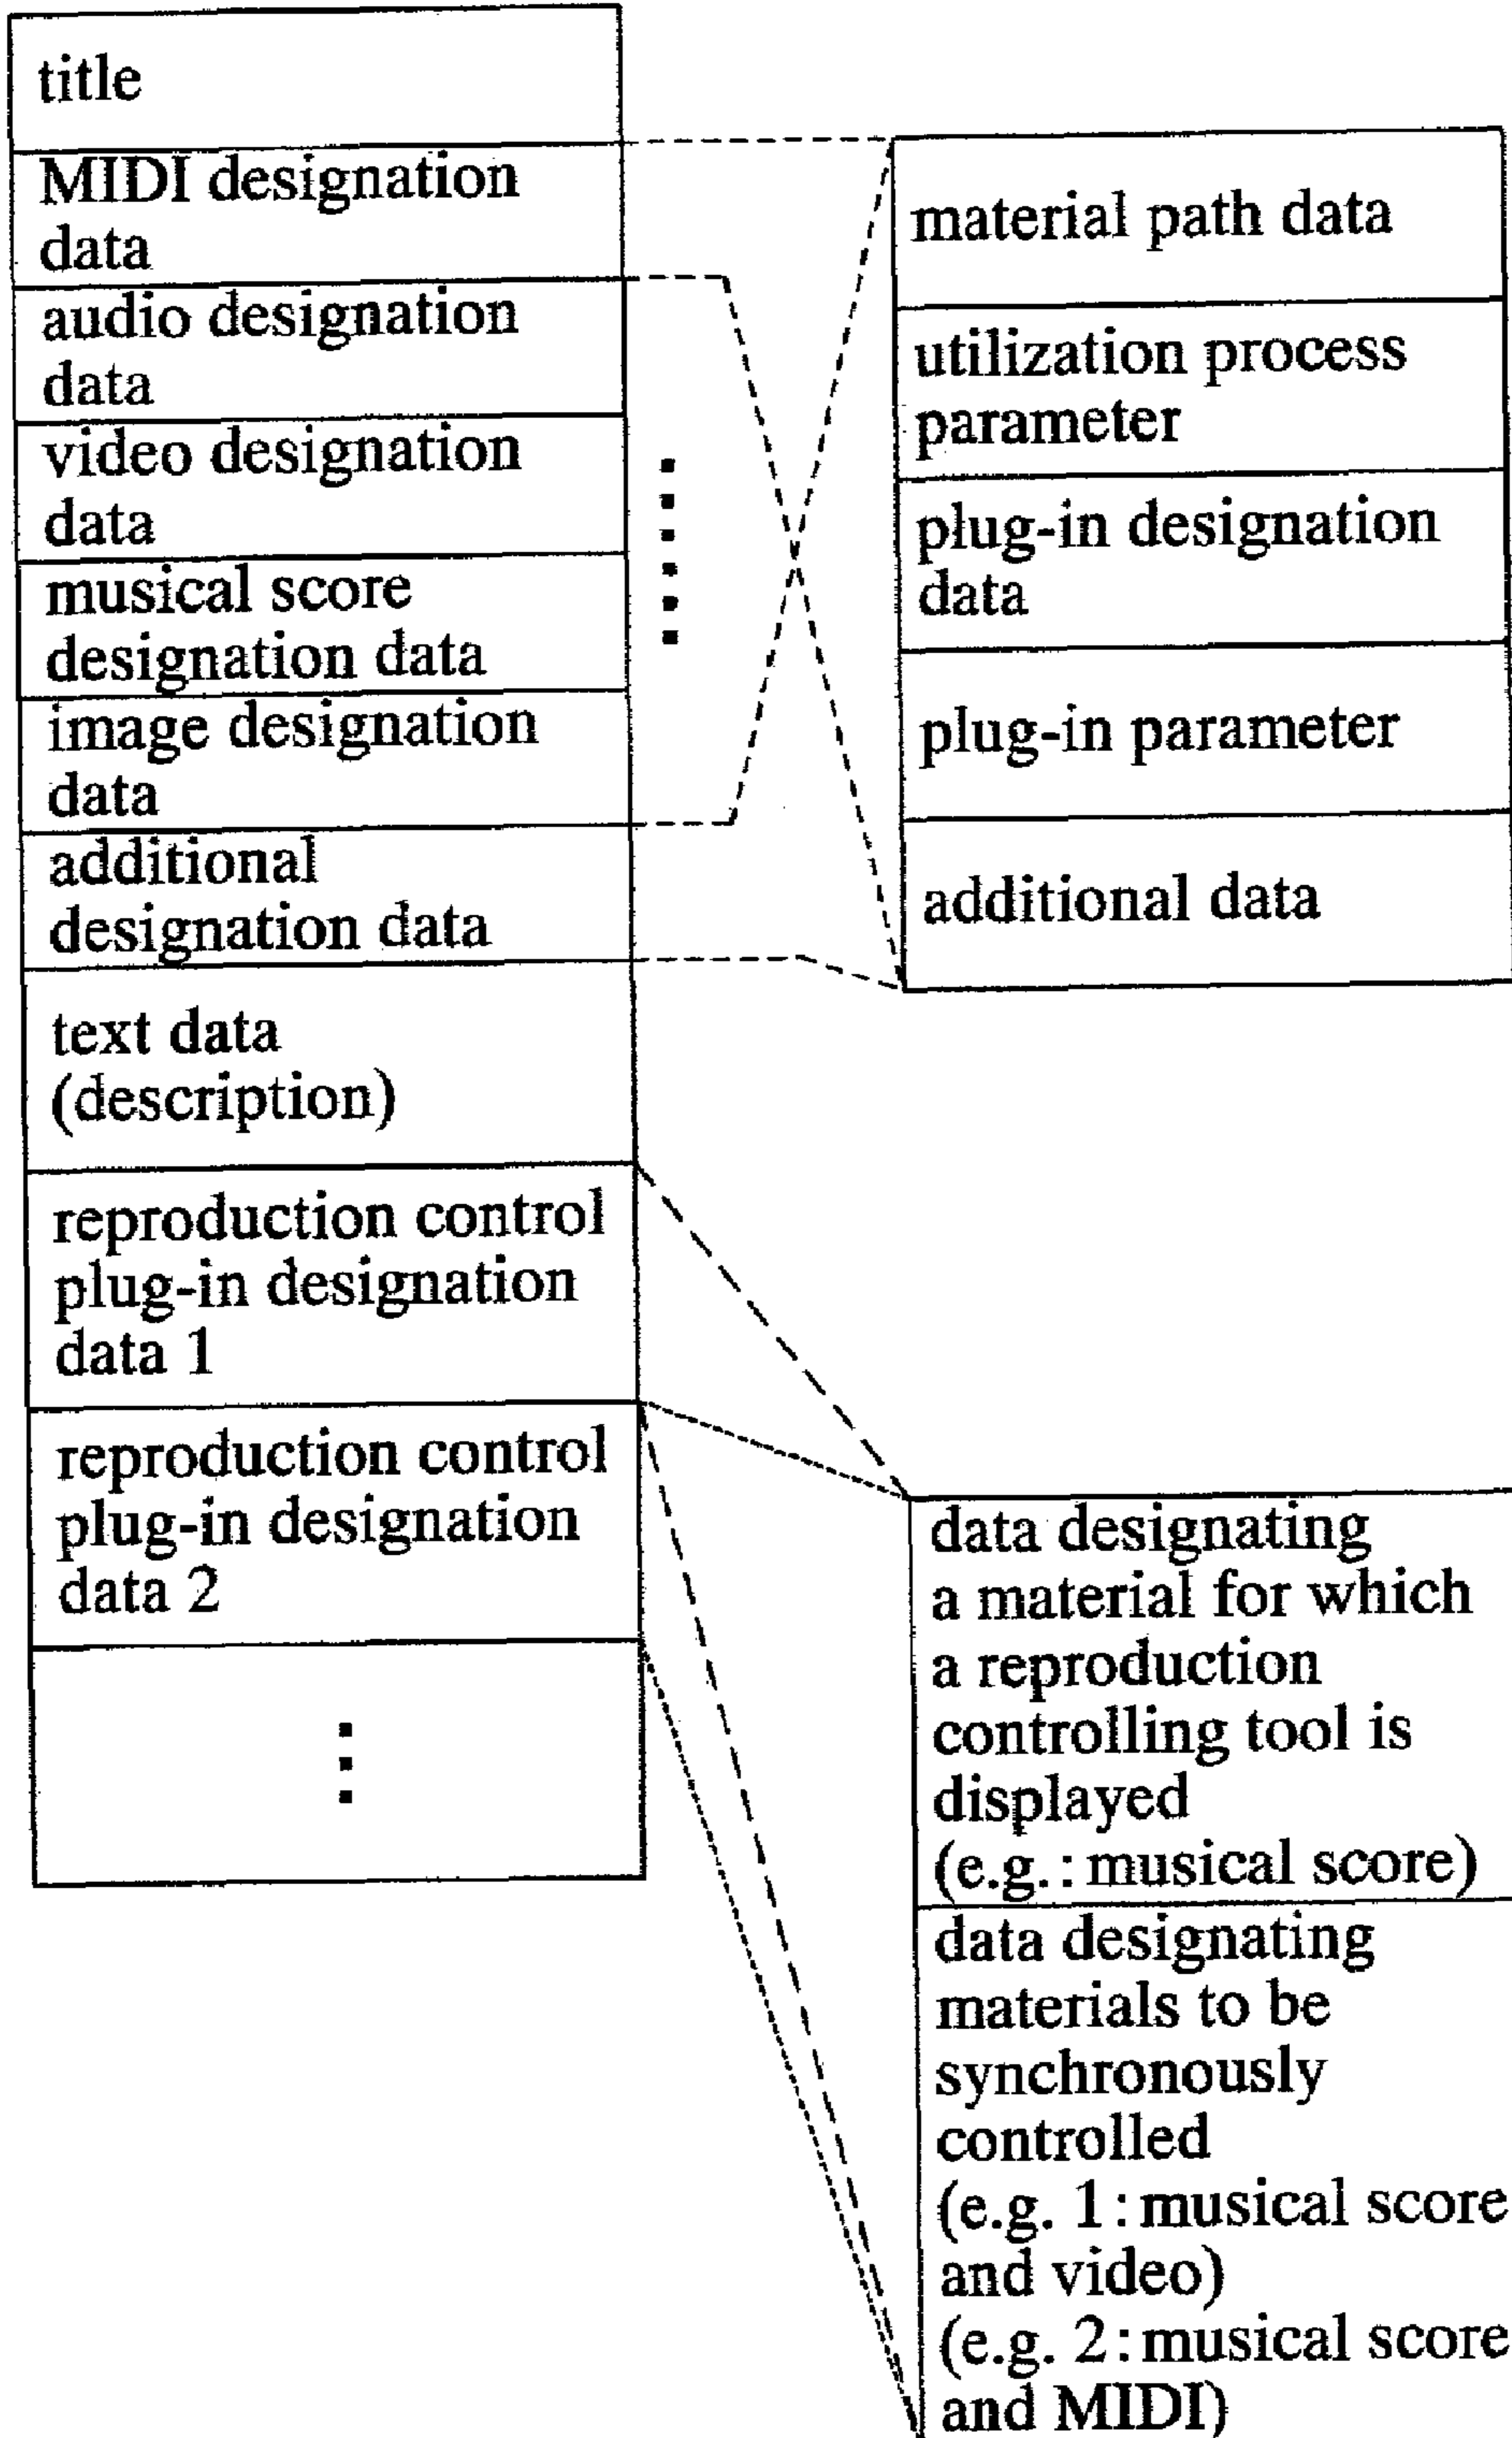 title
MIDI designation
data
audio designation
data
video designation
data
musical score
designation data
image designation
data
additional
designation data
text data
(description)
reproduction control
plug-in designation
data 1
reproduction control
plug-in designation
data 2
material path data
utilization process
parameter
plug-in designation
data
plug-in parameter
additional data
data designating
a material for which
a reproduction
controlling tool is
displayed
(e.g.: musical score)
data designating
materials to be
synchronously
controlled
(e.g. 1: musical score
and video)
(e.g. 2: musical score
and MIDI)